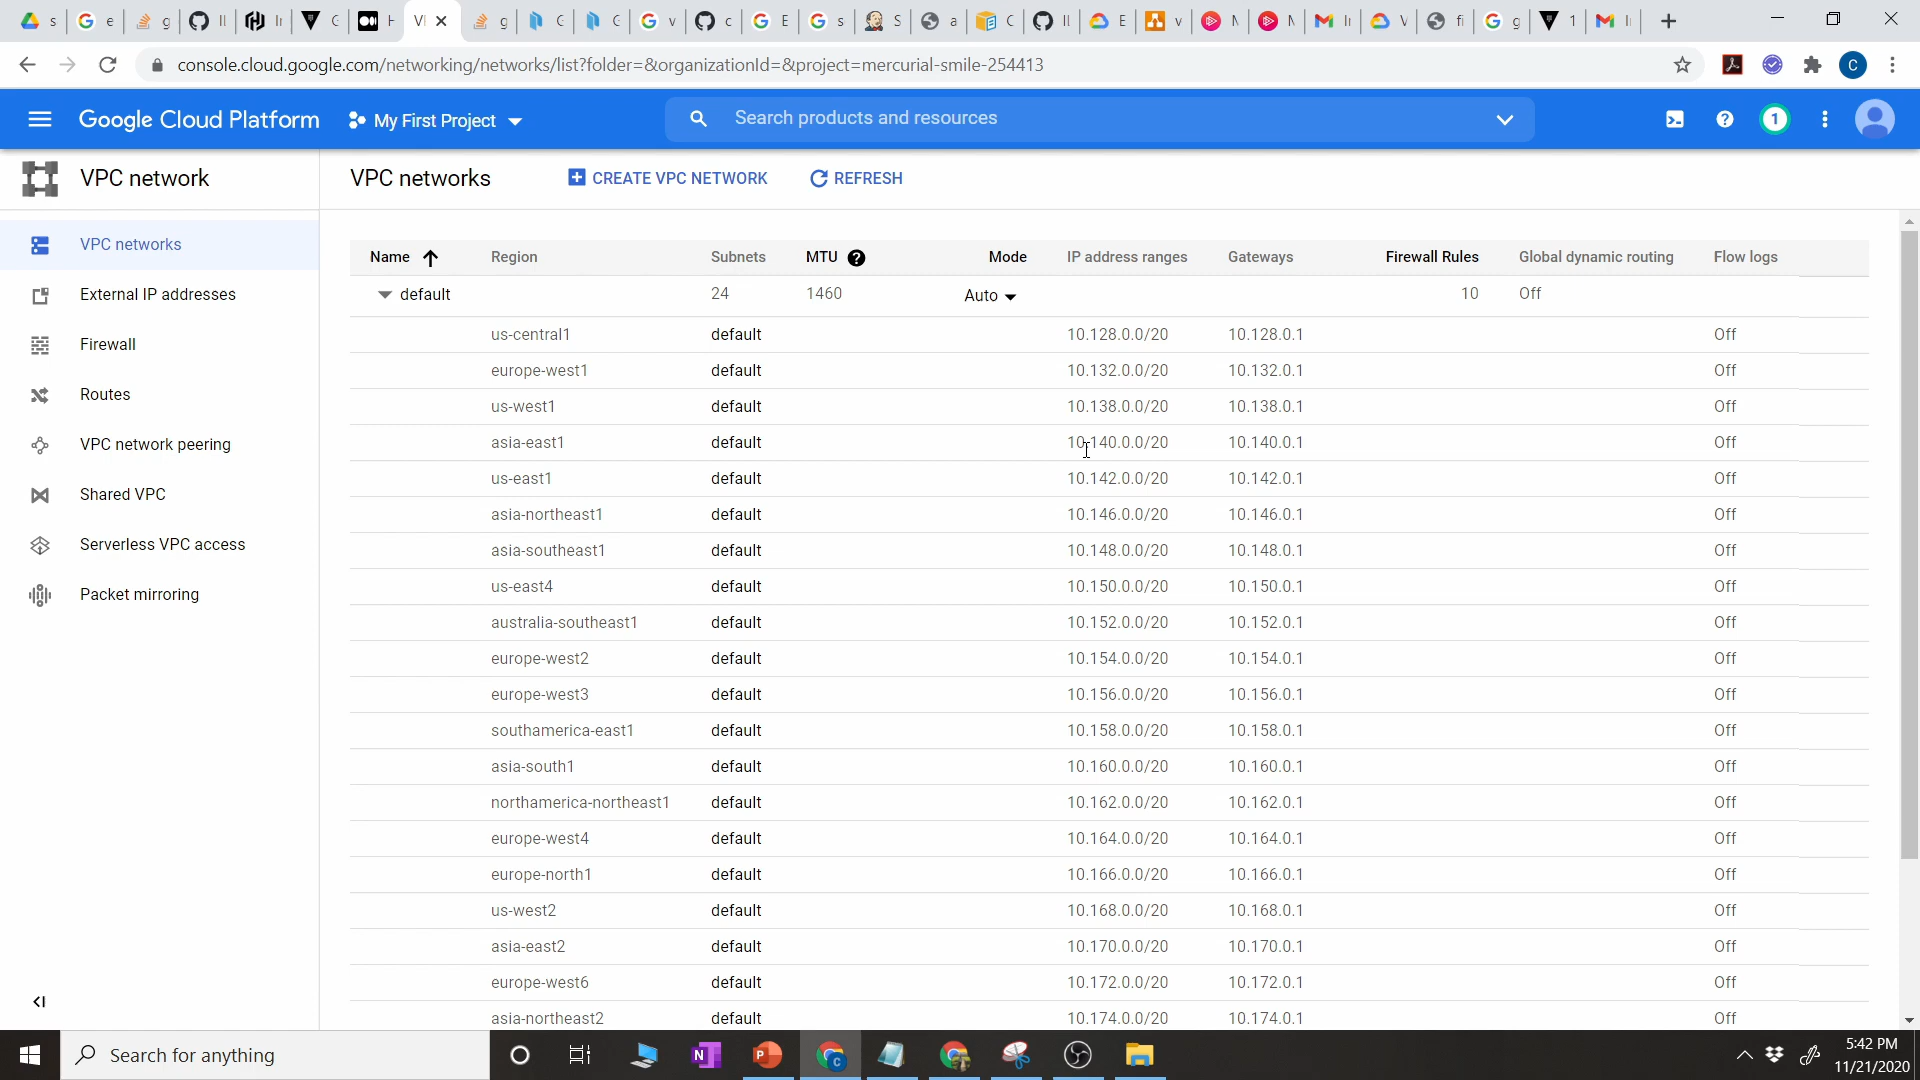 s
e
g
II
Ir
G
H
VI
g
C
C
v
c
E
s
S
a
C
II
E
v
N
N
Ir
V
fi
g
1
Ir
console.cloud.google.com/networking/networks/list?folder=&organizationId=&project=mercurial-smile-254413
C
Google Cloud Platform My First Project Search products and resources 1
VPC network
VPC networks CREATE VPC NETWORK REFRESH
VPC networks
External IP addresses
Firewall
Routes
VPC network peering
Shared VPC
Serverless VPC access
Packet mirroring
Name Region Subnets MTU Mode IP address ranges Gateways Firewall Rules Global dynamic routing Flow logs
default 24 1460 Auto 10 Off
us-central1 default 10.128.0.0/20 10.128.0.1 Off
europe-west1 default 10.132.0.0/20 10.132.0.1 Off
us-west1 default 10.138.0.0/20 10.138.0.1 Off
asia-east1 default 10.140.0.0/20 10.140.0.1 Off
us-east1 default 10.142.0.0/20 10.142.0.1 Off
asia-northeast1 default 10.146.0.0/20 10.146.0.1 Off
asia-southeast1 default 10.148.0.0/20 10.148.0.1 Off
us-east4 default 10.150.0.0/20 10.150.0.1 Off
australia-southeast1 default 10.152.0.0/20 10.152.0.1 Off
europe-west2 default 10.154.0.0/20 10.154.0.1 Off
europe-west3 default 10.156.0.0/20 10.156.0.1 Off
southamerica-east1 default 10.158.0.0/20 10.158.0.1 Off
asia-south1 default 10.160.0.0/20 10.160.0.1 Off
northamerica-northeast1 default 10.162.0.0/20 10.162.0.1 Off
europe-west4 default 10.164.0.0/20 10.164.0.1 Off
europe-north1 default 10.166.0.0/20 10.166.0.1 Off
us-west2 default 10.168.0.0/20 10.168.0.1 Off
asia-east2 default 10.170.0.0/20 10.170.0.1 Off
europe-west6 default 10.172.0.0/20 10.172.0.1 Off
asia-northeast2 default 10.174.0.0/20 10.174.0.1 Off
Search for anything
5:42 PM
11/21/2020